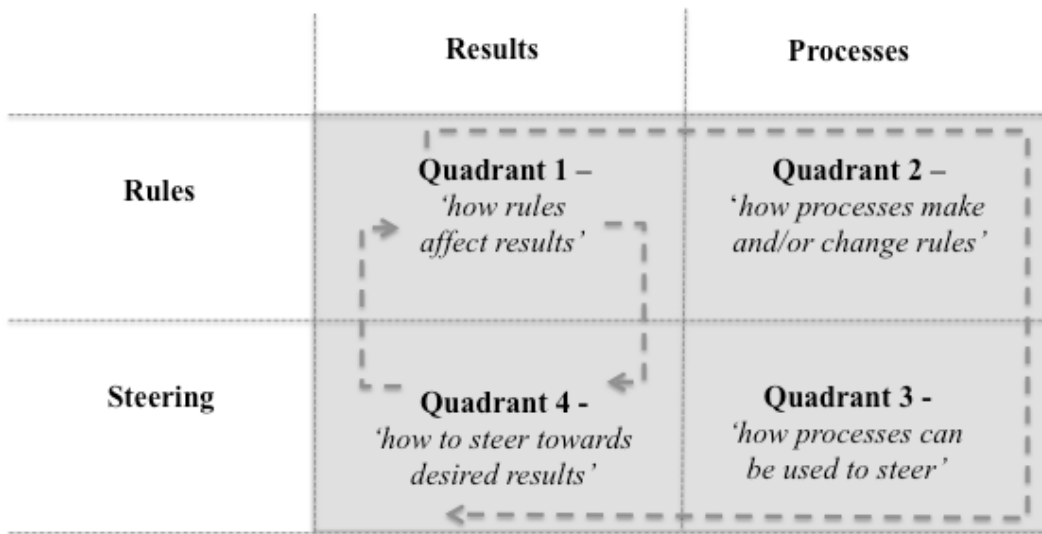 Results
Processes
Rules
Quadrant 1 –
‘how rules
affect results’
Quadrant 2 –
‘how processes make
and/or change rules’
Steering
Quadrant 4 -
‘how to steer towards
desired results’
Quadrant 3 -
‘how processes can
be used to steer’